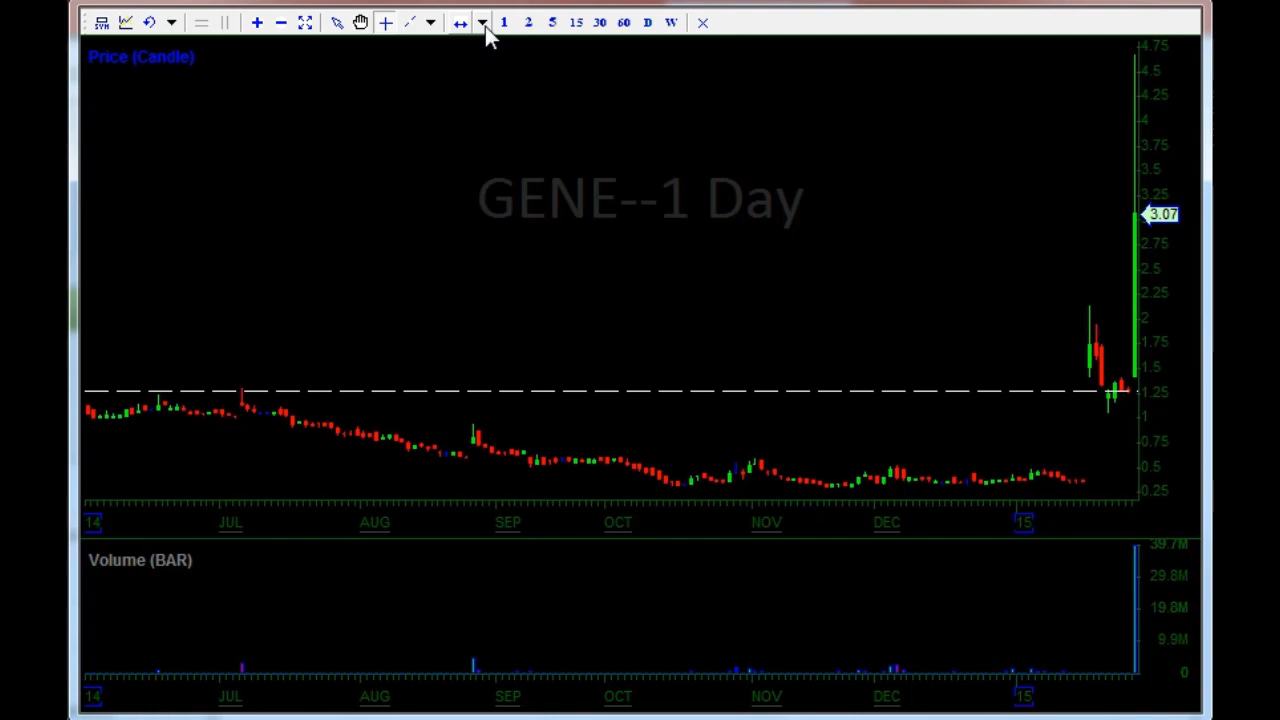 SYM 1 2 5 15 30 60 D W
Price (Candle)
GENE--1 Day
4.75
4.5
4.25
4
3.75
3.5
3.25
3.07
2.75
2.5
2.25
2
1.75
1.5
1.25
1
0.75
0.5
0.25
14 JUL AUG SEP OCT NOV DEC 15
Volume (BAR)
39.7M
29.8M
19.8M
9.9M
0
14 JUL AUG SEP OCT NOV DEC 15